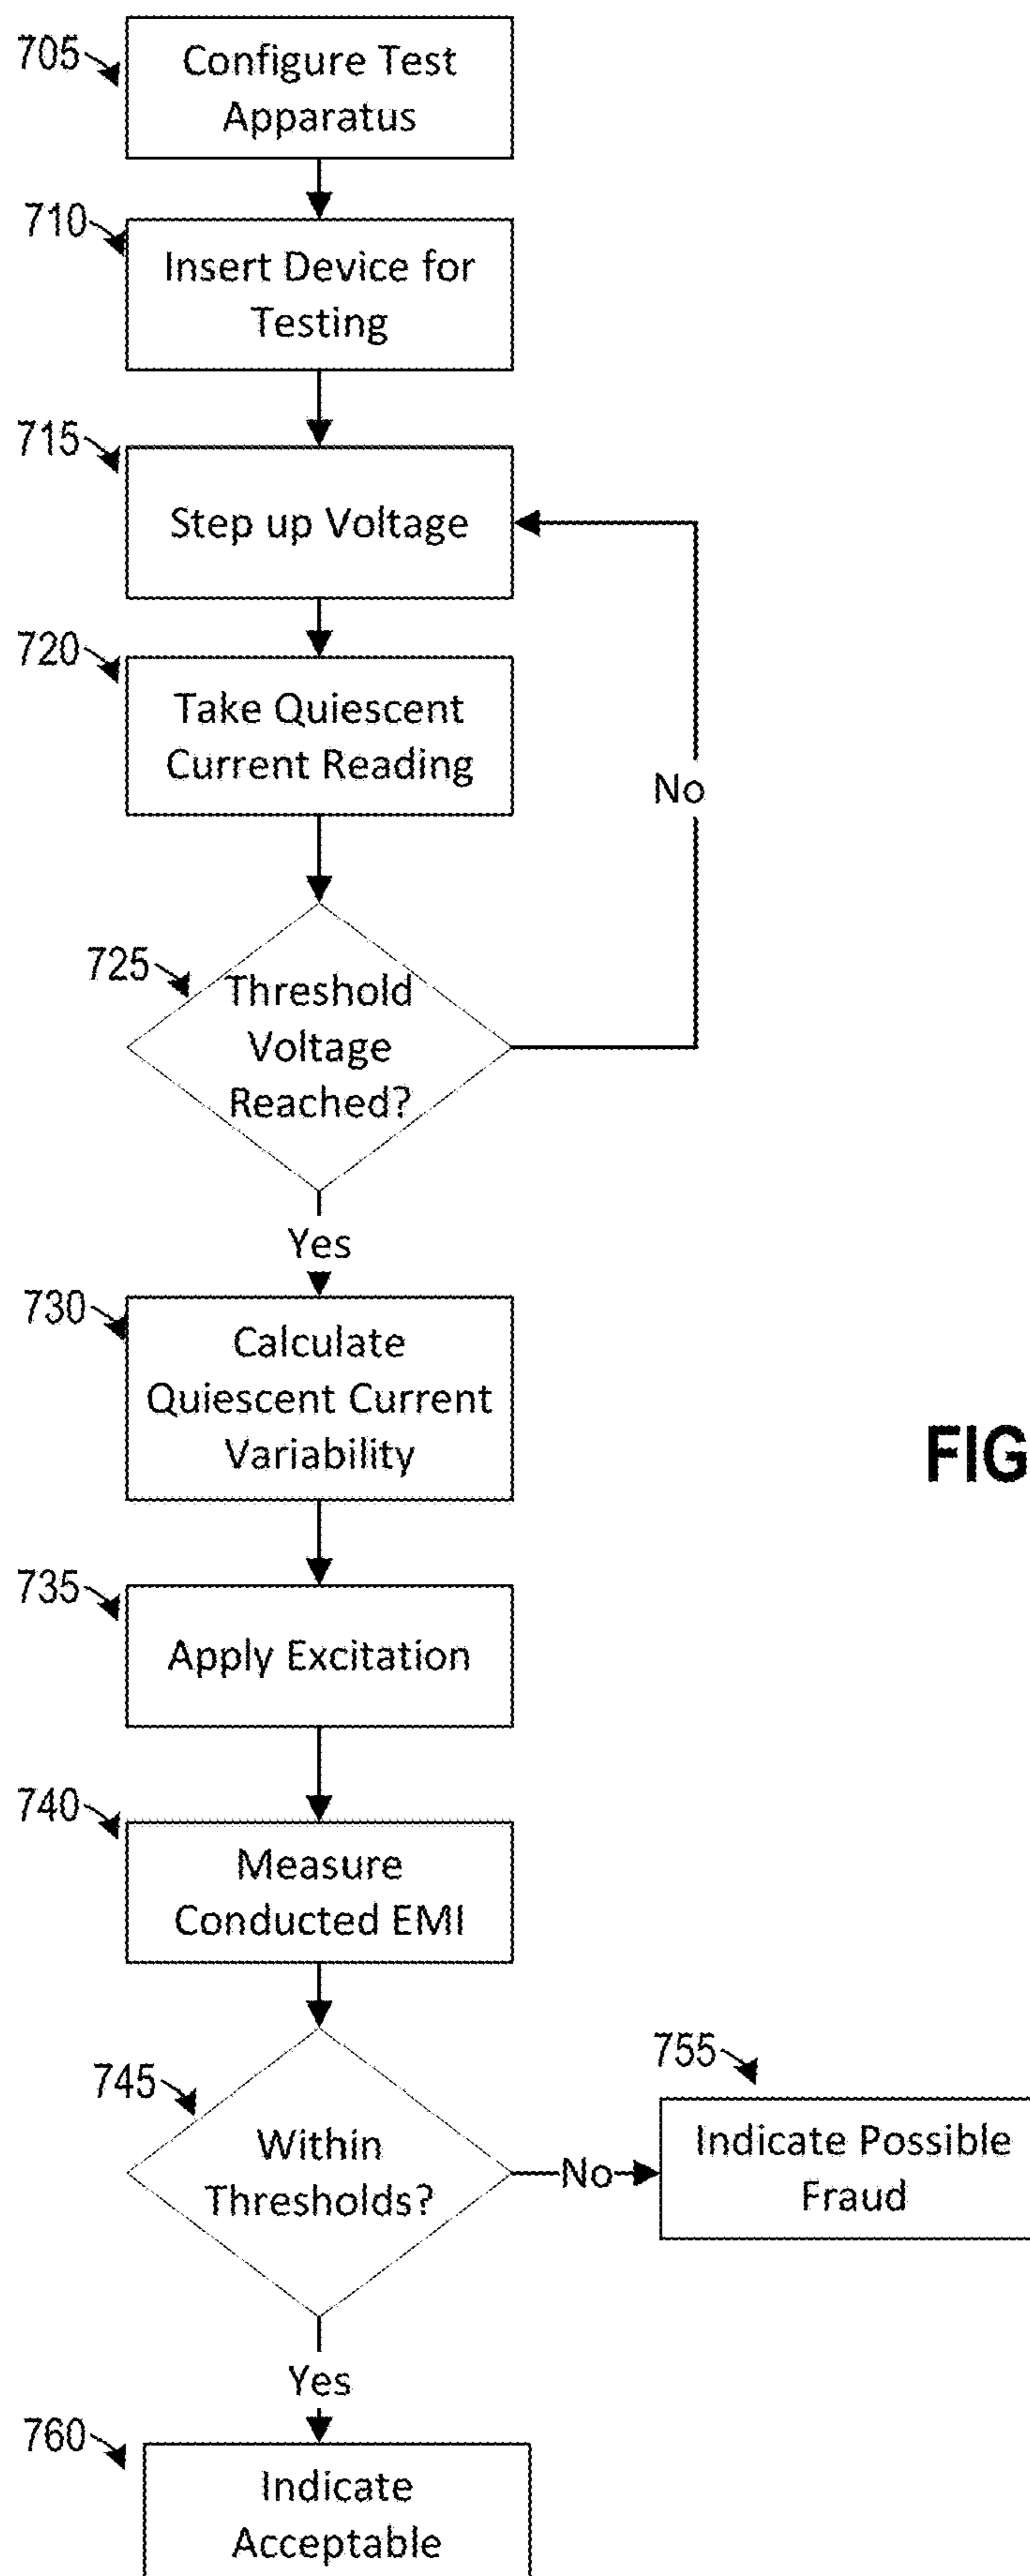 705
Configure Test
Apparatus
710
Insert Device for
Testing
715
Step up Voltage
720
Take Quiescent
Current Reading
No
725
Threshold
Voltage
Reached?
Yes
730
Calculate
Quiescent Current
Variability
FIG
735
Apply Excitation
740
Measure
Conducted EMI
745
Within
Thresholds?
No
755
Indicate Possible
Fraud
Yes
760
Indicate
Acceptable